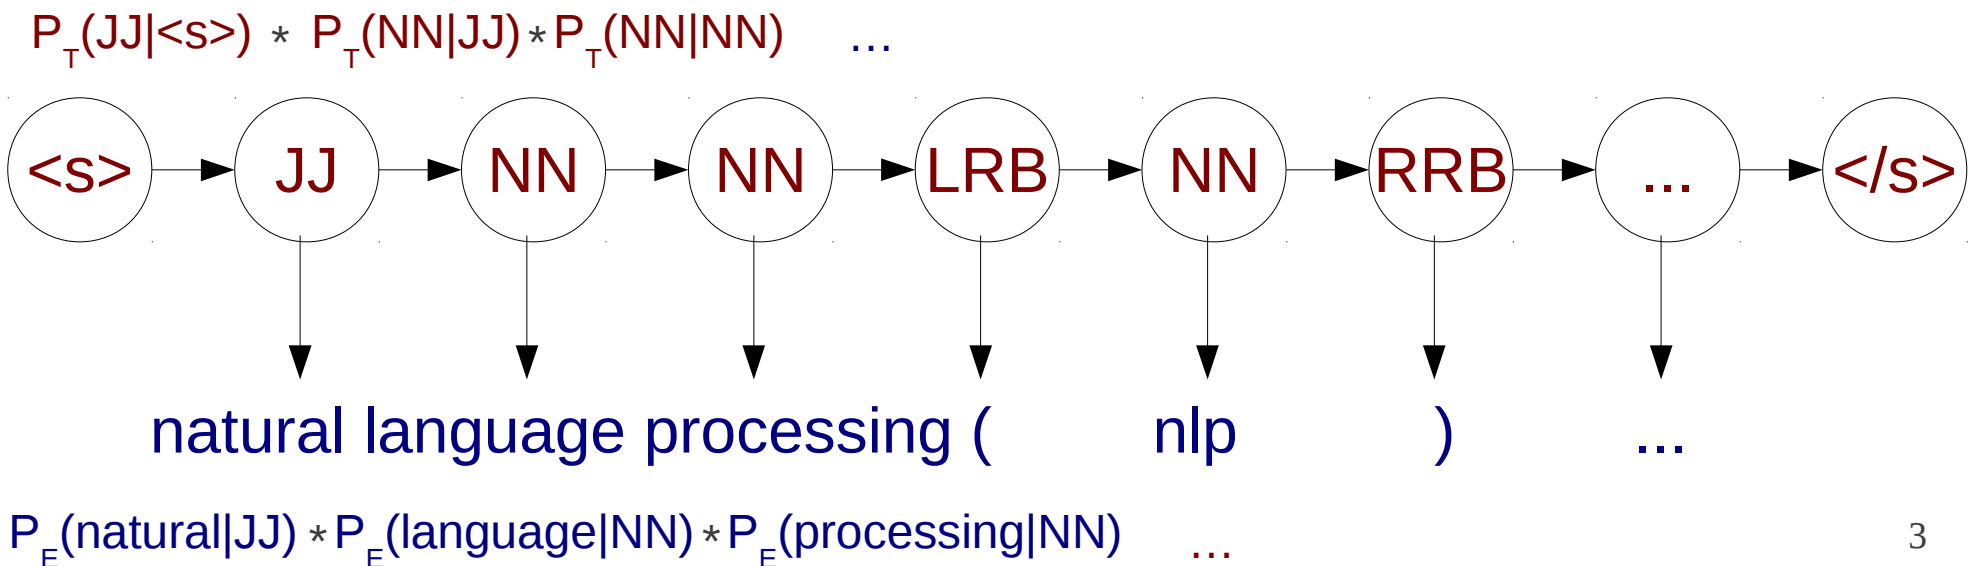 P_T(JJ|<s>) * P_T(NN|JJ) * P_T(NN|NN) ...
<s> JJ NN NN LRB NN RRB ... </s>
natural language processing ( nlp ) ...
P_E(natural|JJ) * P_E(language|NN) * P_E(processing|NN) ...
3